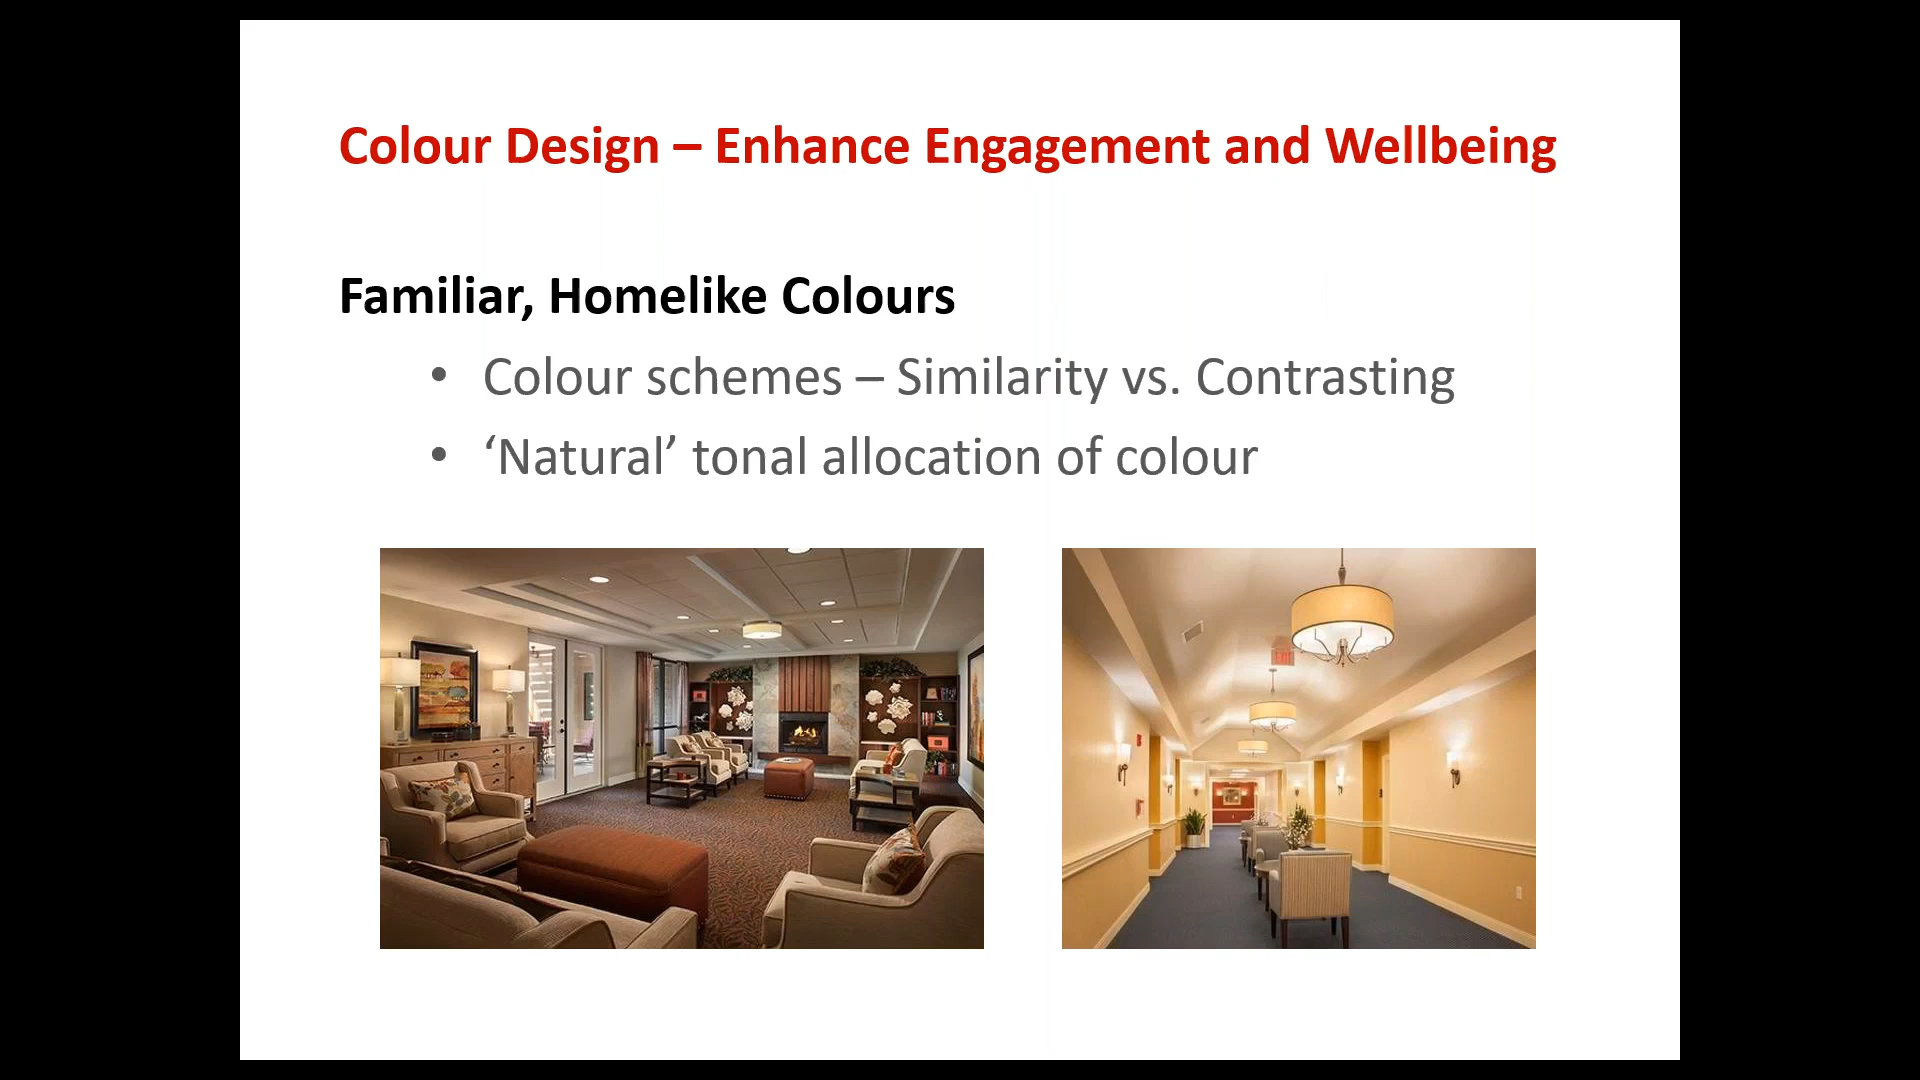 Colour Design – Enhance Engagement and Wellbeing
Familiar, Homelike Colours
• Colour schemes – Similarity vs. Contrasting
• ‘Natural’ tonal allocation of colour
EXIT